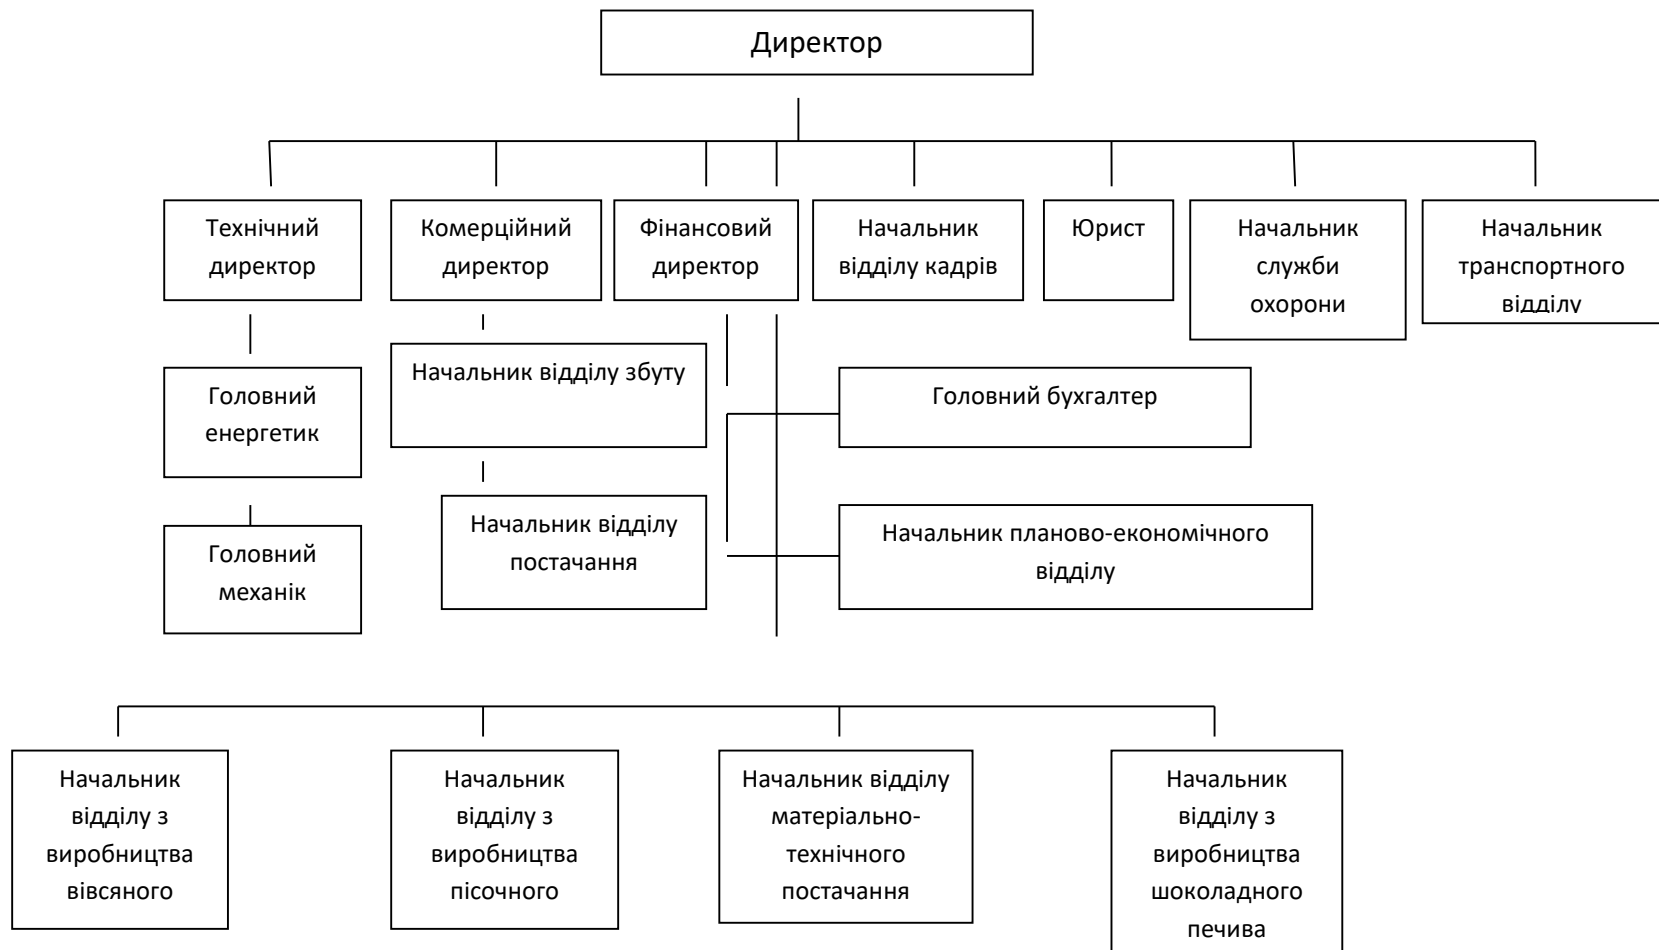 Директор
Технічний
директор
Комерційний
директор
Фінансовий
директор
Начальник
відділу кадрів
Юрист
Начальник
служби
охорони
Начальник
транспортного
відділу
Головний
енергетик
Начальник відділу збуту
Головний бухгалтер
Головний
механік
Начальник відділу
постачання
Начальник планово-економічного
відділу
Начальник
відділу з
виробництва
вівсяного
Начальник
відділу з
виробництва
пісочного
Начальник відділу
матеріально-
технічного
постачання
Начальник
відділу з
виробництва
шоколадного
печива